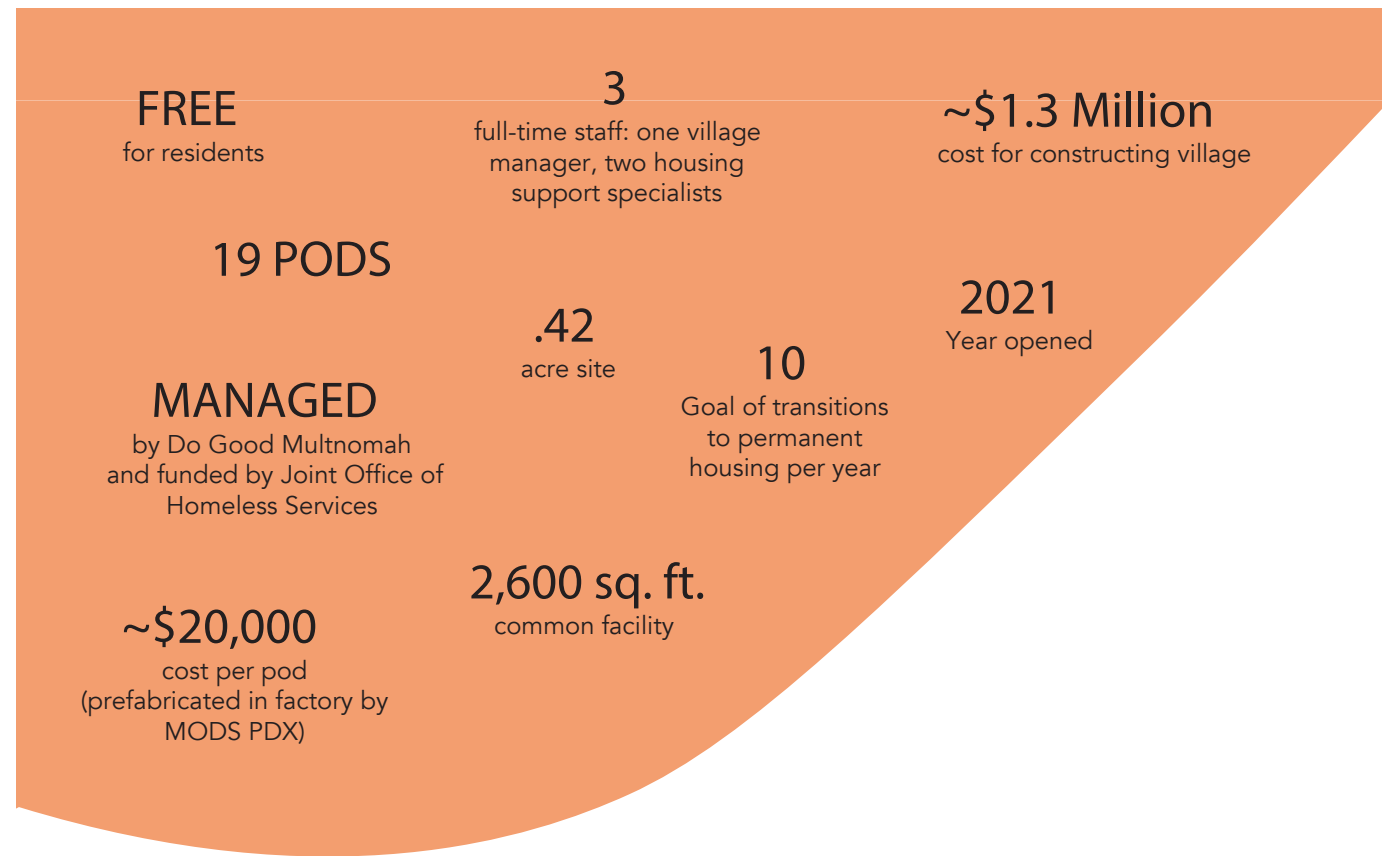 FREE
for residents
3
full-time staff: one village
manager, two housing
support specialists
~$1.3 Million
cost for constructing village
19 PODS
.42
acre site
10
Goal of transitions
to permanent
housing per year
2021
Year opened
MANAGED
by Do Good Multnomah
and funded by Joint Office of
Homeless Services
2,600 sq. ft.
common facility
~$20,000
cost per pod
(prefabricated in factory by
MODS PDX)